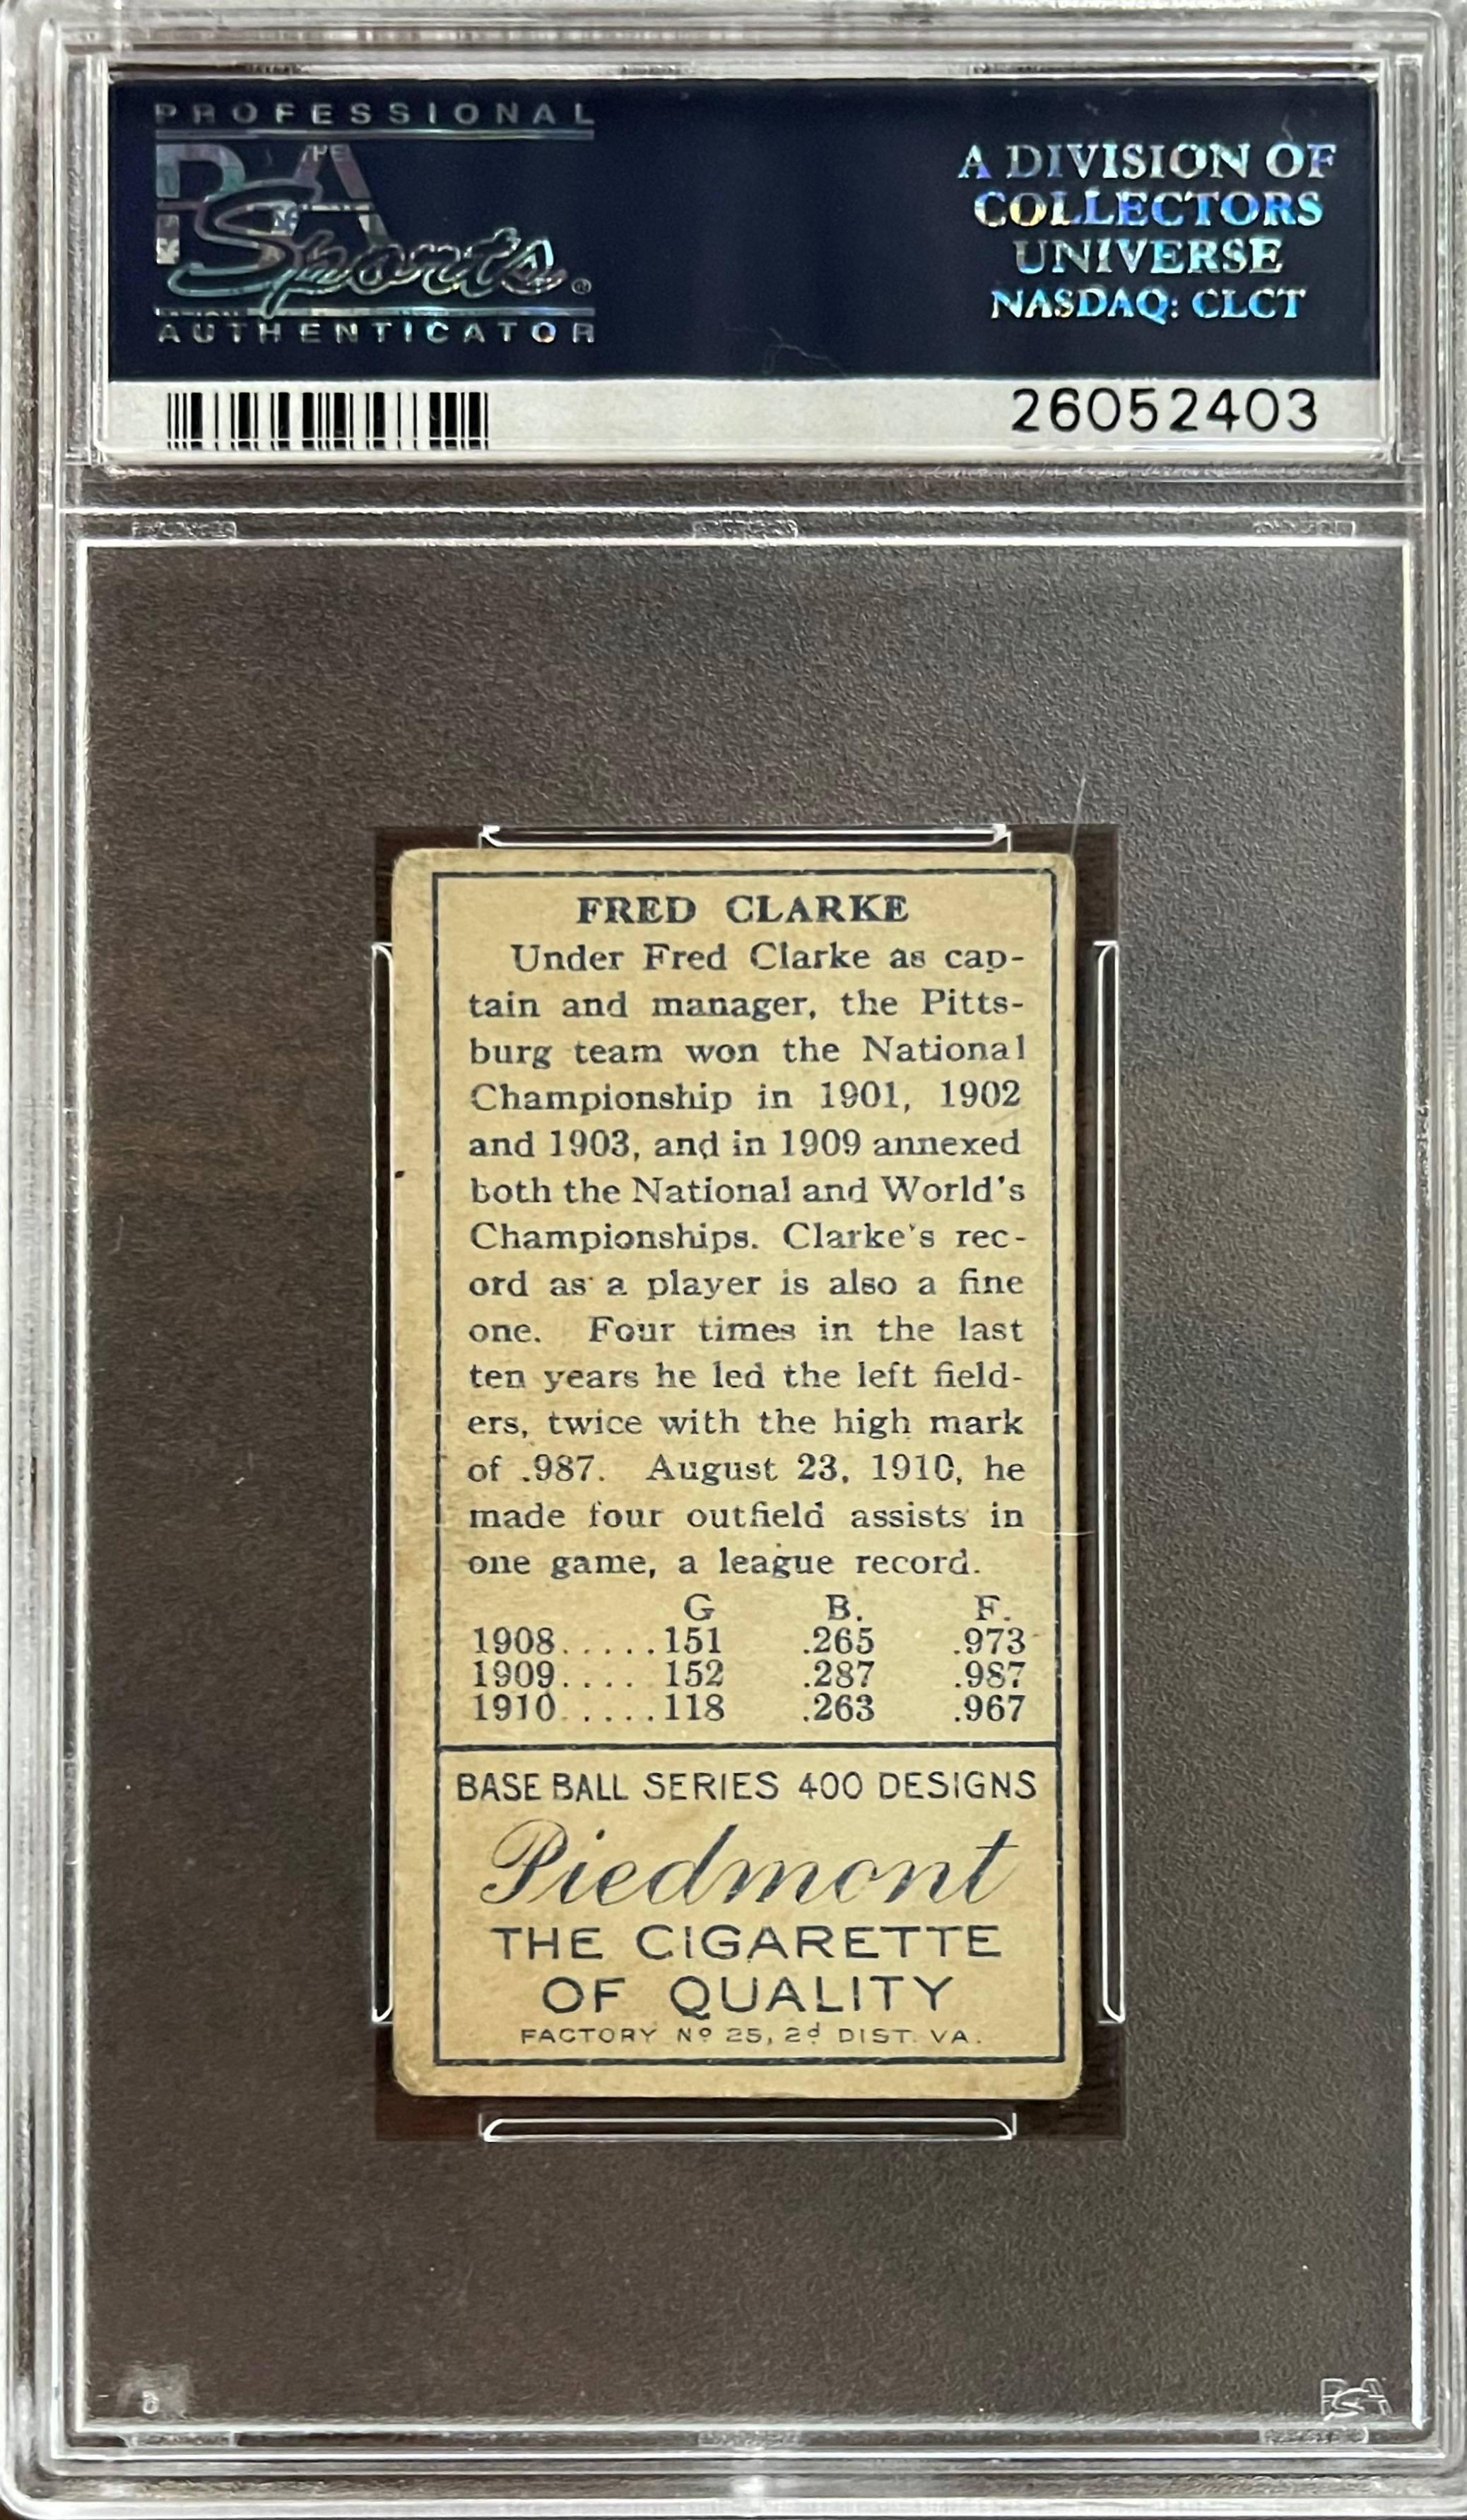 PROFESSIONAL
PSA
Sports®
AUTHENTICATOR
A DIVISION OF
COLLECTORS
UNIVERSE
NASDAQ: CLCT
26052403
FRED CLARKE
Under Fred Clarke as cap-
tain and manager, the Pitts-
burg team won the National
Championship in 1901, 1902
and 1903, and in 1909 annexed
both the National and World's
Championships. Clarke's rec-
ord as a player is also a fine
one. Four times in the last
ten years he led the left field-
ers, twice with the high mark
of .987. August 23, 1910, he
made four outfield assists in
one game, a league record.
G B. F.
1908.....151 .265 .973
1909.... 152 .287 .987
1910.....118 .263 .967
BASE BALL SERIES 400 DESIGNS
Piedmont
THE CIGARETTE
OF QUALITY
FACTORY Nº 25, 2d DIST. VA.
PSA